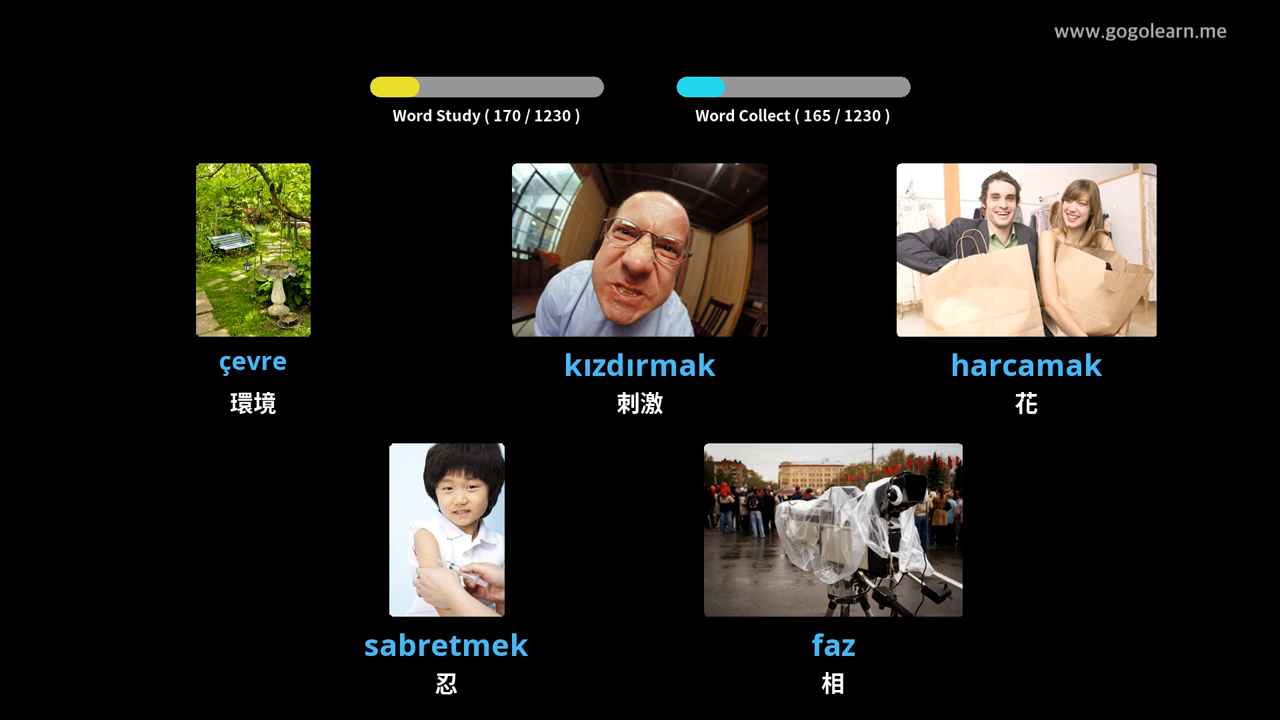 www.gogolearn.me
Word Study ( 170 / 1230 )
Word Collect ( 165 / 1230 )
çevre
環境
kızdırmak
刺激
harcamak
花
sabretmek
忍
faz
相